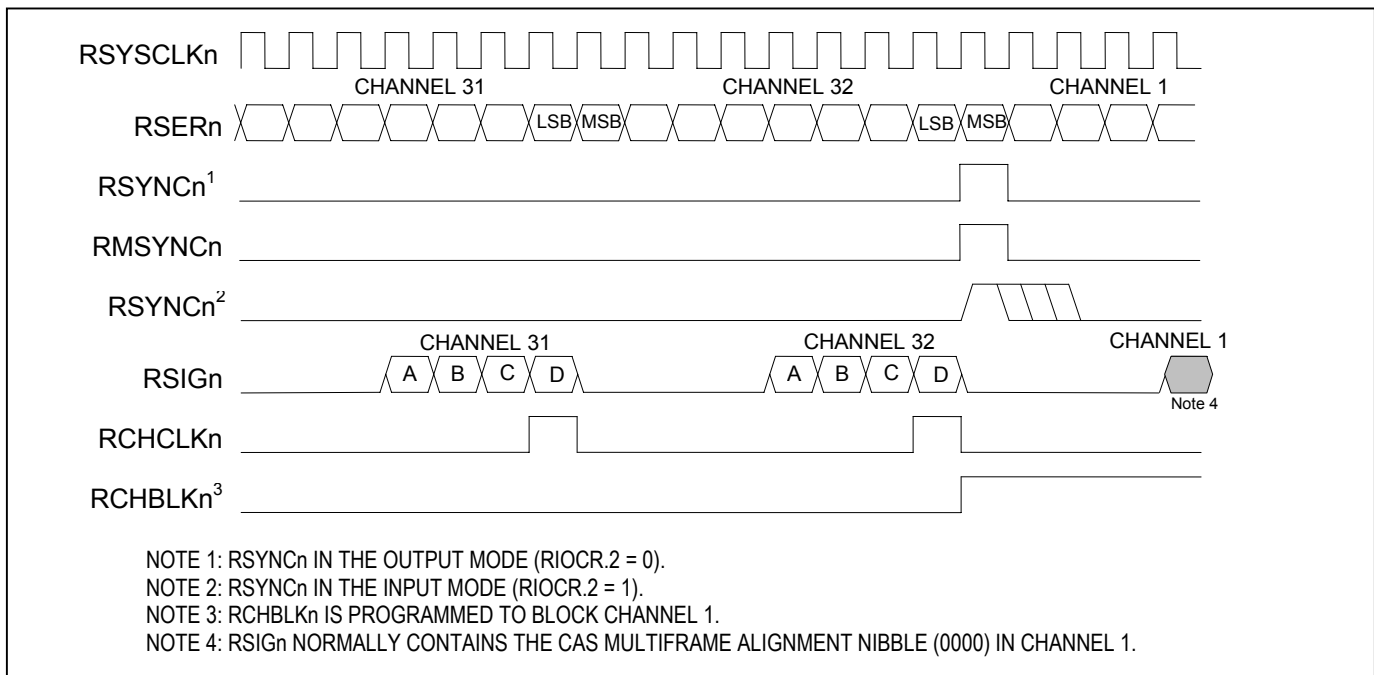 RSYSCLKn
CHANNEL 31 CHANNEL 32 CHANNEL 1
RSERn LSB MSB LSB MSB
RSYNCn1
RMSYNCn
RSYNCn2
CHANNEL 31 CHANNEL 32 CHANNEL 1
RSIGn A B C D A B C D
Note 4
RCHCLKn
RCHBLKn3
NOTE 1: RSYNCn IN THE OUTPUT MODE (RIOCR.2 = 0).
NOTE 2: RSYNCn IN THE INPUT MODE (RIOCR.2 = 1).
NOTE 3: RCHBLKn IS PROGRAMMED TO BLOCK CHANNEL 1.
NOTE 4: RSIGn NORMALLY CONTAINS THE CAS MULTIFRAME ALIGNMENT NIBBLE (0000) IN CHANNEL 1.